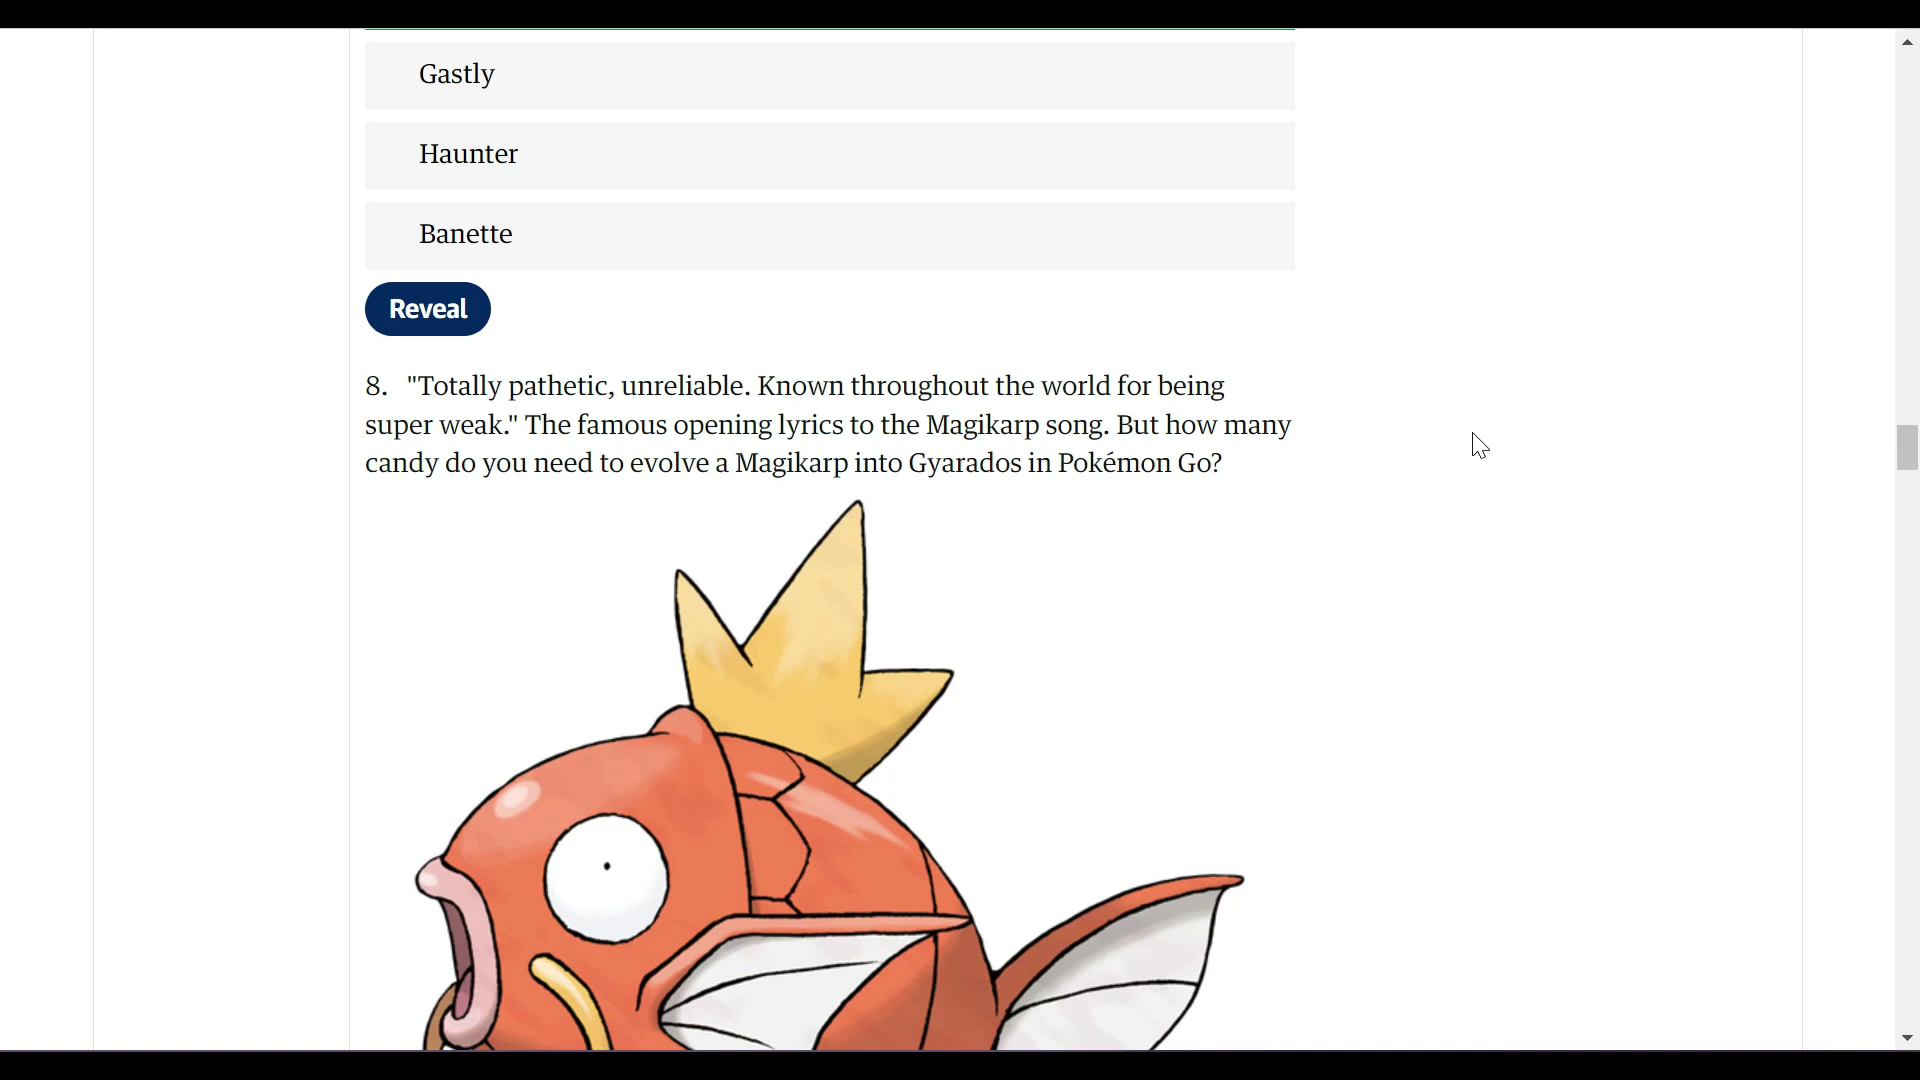 Gastly
Haunter
Banette
Reveal
8. "Totally pathetic, unreliable. Known throughout the world for being
super weak." The famous opening lyrics to the Magikarp song. But how many
candy do you need to evolve a Magikarp into Gyarados in Pokémon Go?